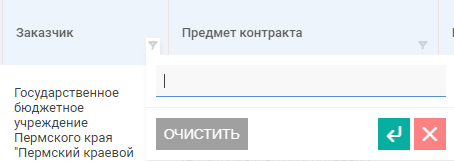 Заказчик
Предмет контракта
ОЧИСТИТЬ
Государственное
бюджетное
учреждение
Пермского края
"Пермский краевой